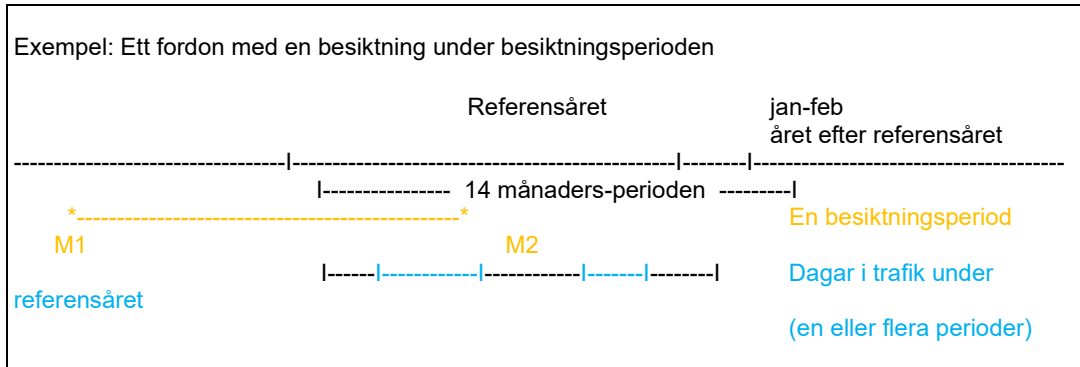 Exempel: Ett fordon med en besiktning under besiktningsperioden
Referensåret jan-feb
året efter referensåret
----------------------------------I------------------------------------------------I--------I---------------------------------------
I---------------- 14 månaders-perioden ---------I
*------------------------------------------------* En besiktningsperiod
M1 M2
I------I------------I------------I-------I--------I Dagar i trafik under
referensåret
(en eller flera perioder)